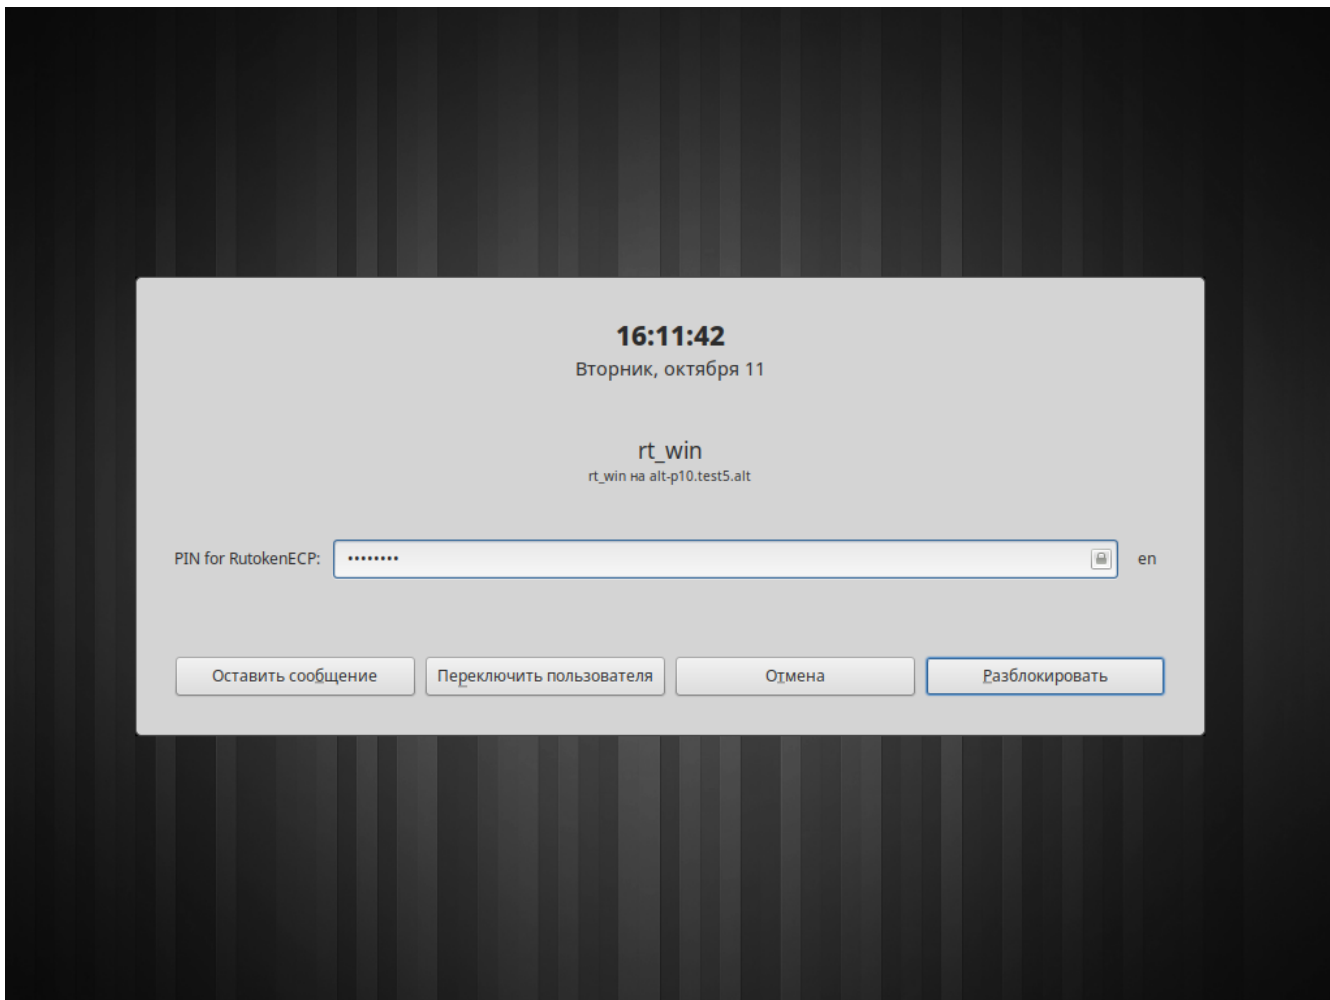 16:11:42
Вторник, октября 11
rt_win
rt_win на alt-p10.test5.alt
PIN for RutokenECP: •••••••• en
Оставить сообщение Переключить пользователя Отмена Разблокировать